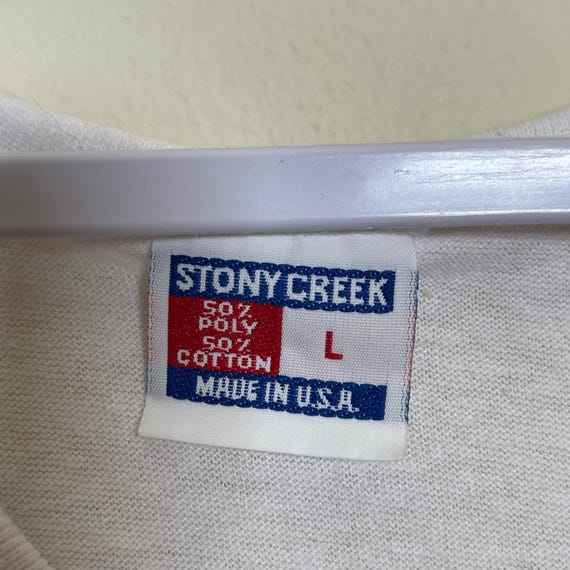 STONY CREEK
50%
POLY
50%
COTTON
L
MADE IN U.S.A.